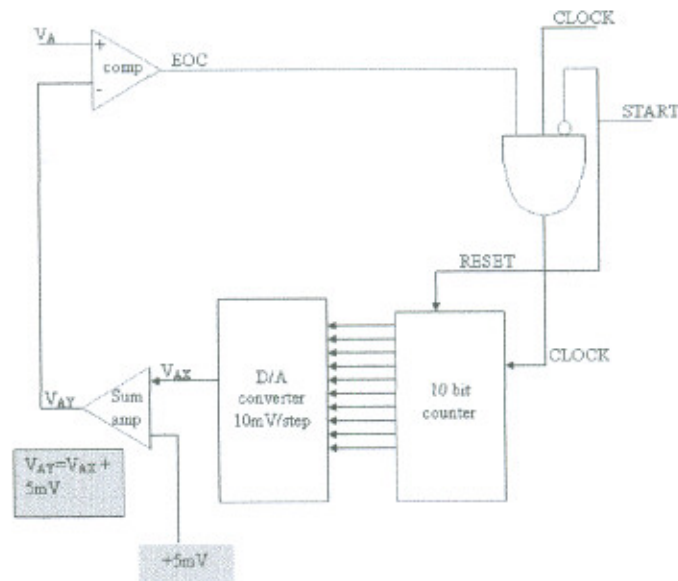 CLOCK
VA
+
comp
-
EOC
START
RESET
CLOCK
VAX
D/A
converter
10mV/step
10 bit
counter
VAY
Sum
amp
VAY=VAX +
5mV
+5mV